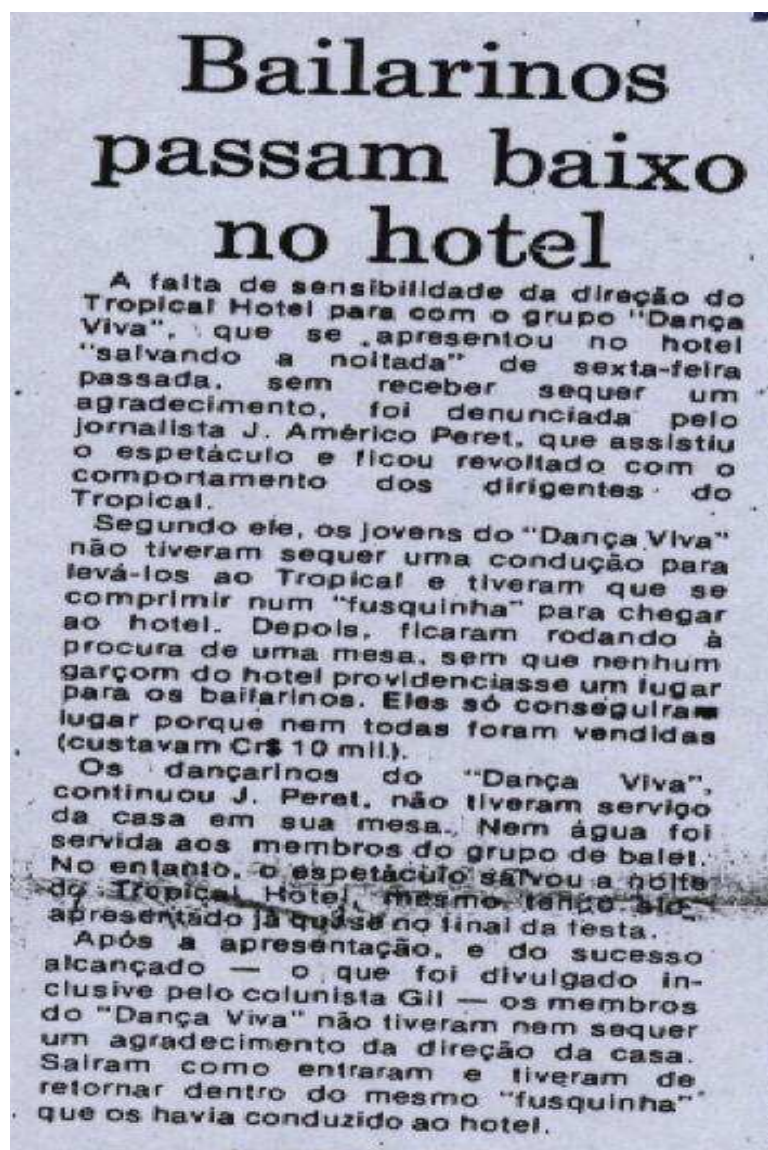 Bailarinos
passam baixo
no hotel
A falta de sensibilidade da direção do
Tropical Hotel para com o grupo "Dança
Viva", que se apresentou no hotel
"salvando a noitada" de sexta-feira
passada, sem receber sequer um
agradecimento, foi denunciada pelo
jornalista J. Américo Peret, que assistiu
o espetáculo e ficou revoltado com o
comportamento dos dirigentes do
Tropical.
Segundo ele, os jovens do "Dança Viva"
não tiveram sequer uma condução para
levá-los ao Tropical e tiveram que se
comprimir num "fusquinha" para chegar
ao hotel. Depois, ficaram rodando à
procura de uma mesa, sem que nenhum
garçom do hotel providenciasse um lugar
para os bailarinos. Eles só conseguiram
lugar porque nem todas foram vendidas
(custavam Cr$ 10 mil).
Os dançarinos do "Dança Viva",
continuou J. Peret, não tiveram serviço
da casa em sua mesa. Nem água foi
servida aos membros do grupo de balet.
No entanto, o espetáculo salvou a noite
do Tropical Hotel, mesmo tendo sido
apresentado já quase no final da festa.
Após a apresentação, e do sucesso
alcançado — o que foi divulgado in-
clusive pelo colunista Gil — os membros
do "Dança Viva" não tiveram nem sequer
um agradecimento da direção da casa.
Sairam como entraram e tiveram de
retornar dentro do mesmo "fusquinha"
que os havia conduzido ao hotel.